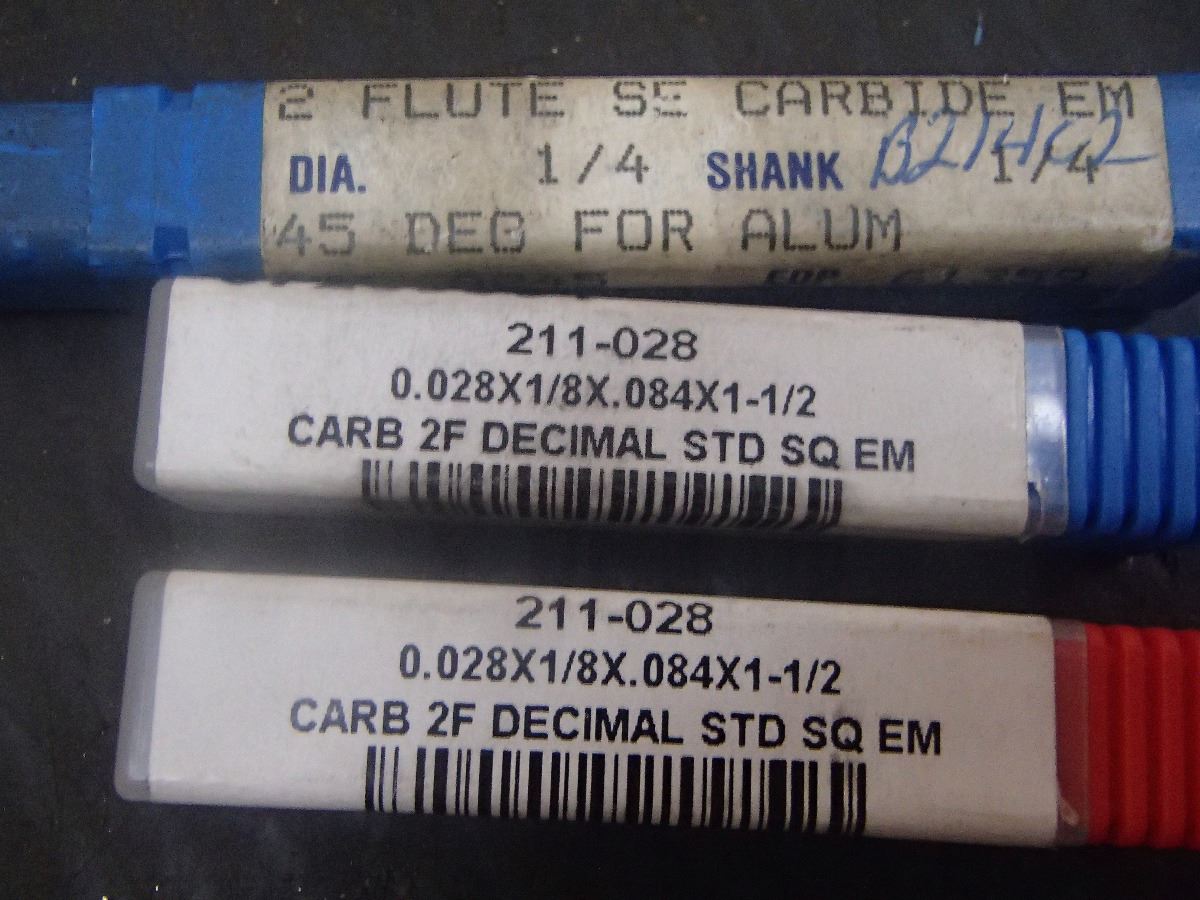 2 FLUTE SE CARBIDE EM
DIA. 1/4 SHANK 1/4
45 DEG FOR ALUM
EDP
211-028
0.028X1/8X.084X1-1/2
CARB 2F DECIMAL STD SQ EM
211-028
0.028X1/8X.084X1-1/2
CARB 2F DECIMAL STD SQ EM